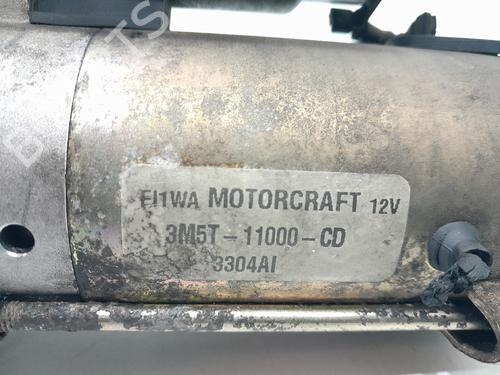 FI1WA MOTORCRAFT 12V
3M5T-11000-CD
3304AI